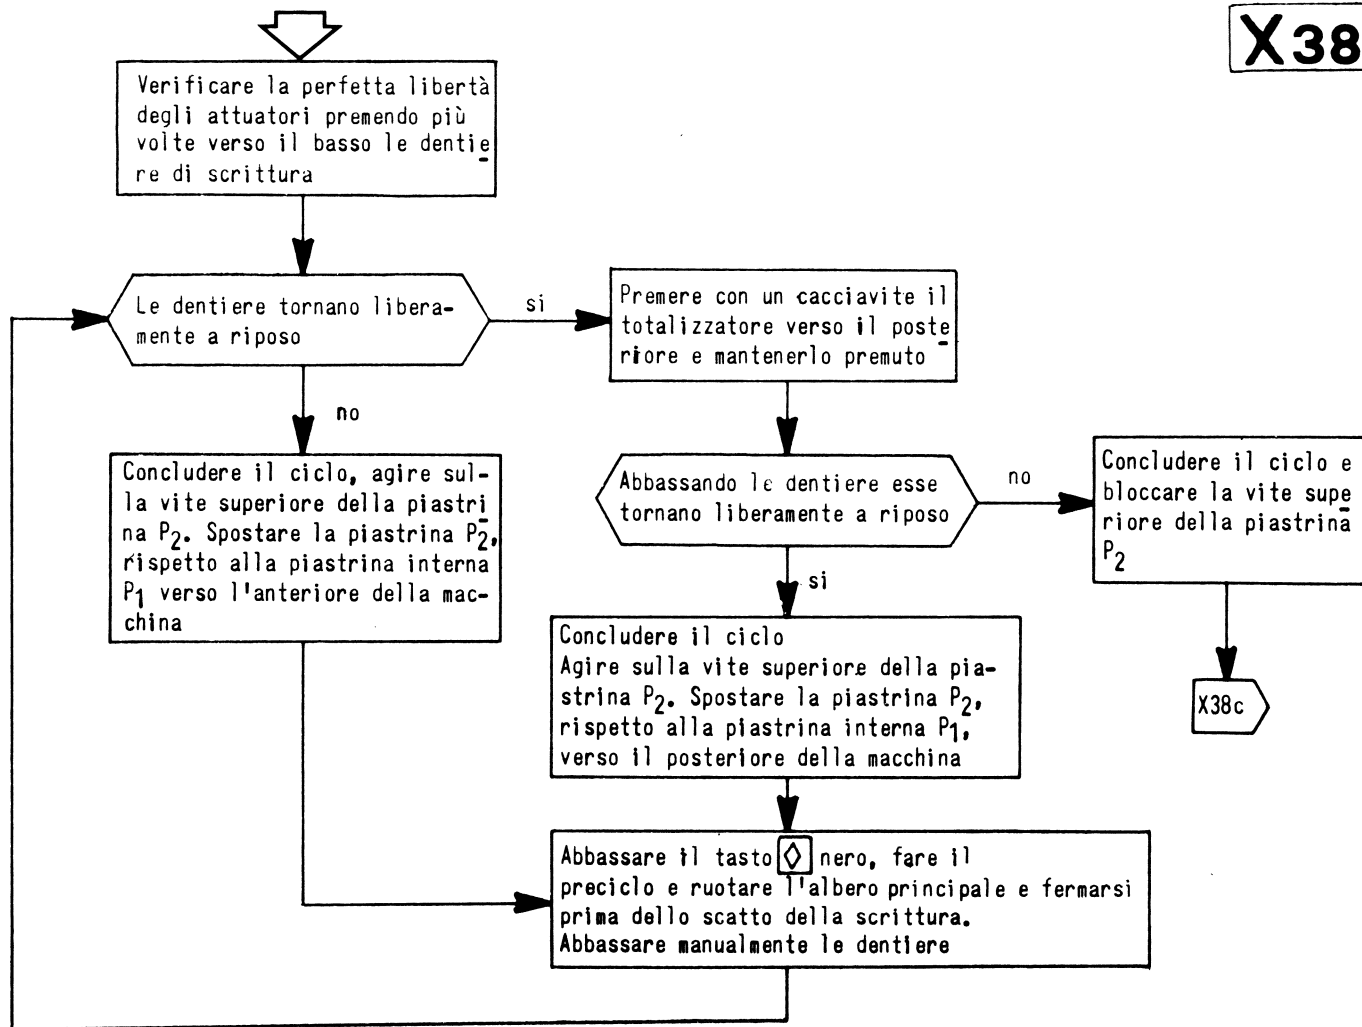 X38
Verificare la perfetta libertà
degli attuatori premendo più
volte verso il basso le dentie
re di scrittura
Le dentiere tornano libera-
mente a riposo
si
Premere con un cacciavite il
totalizzatore verso il poste
riore e mantenerlo premuto
no
Concludere il ciclo, agire sul-
la vite superiore della piastri
na P2. Spostare la piastrina P2,
rispetto alla piastrina interna
P1 verso l'anteriore della mac-
china
Abbassando le dentiere esse
tornano liberamente a riposo
no
Concludere il ciclo e
bloccare la vite supe
riore della piastrina
P2
si
Concludere il ciclo
Agire sulla vite superiore della pia-
strina P2. Spostare la piastrina P2,
rispetto alla piastrina interna P1,
verso il posteriore della macchina
X38c
Abbassare il tasto ◊ nero, fare il
preciclo e ruotare l'albero principale e fermarsi
prima dello scatto della scrittura.
Abbassare manualmente le dentiere